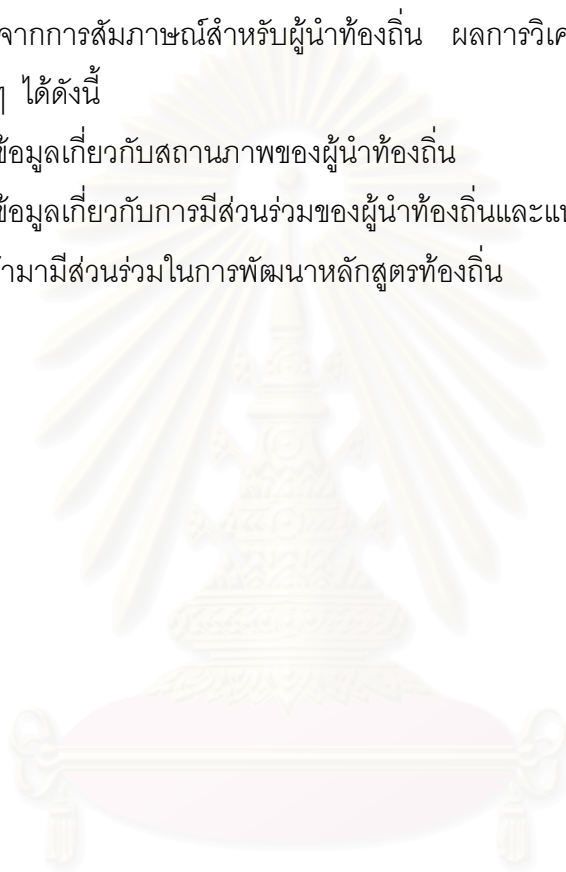 จากการสัมภาษณ์สำหรับผู้นำท้องถิ่น ผลการวิเค
ๆ ได้ดังนี้
ข้อมูลเกี่ยวกับสถานภาพของผู้นำท้องถิ่น
ข้อมูลเกี่ยวกับการมีส่วนร่วมของผู้นำท้องถิ่นและแน
ามามีส่วนร่วมในการพัฒนาหลักสูตรท้องถิ่น